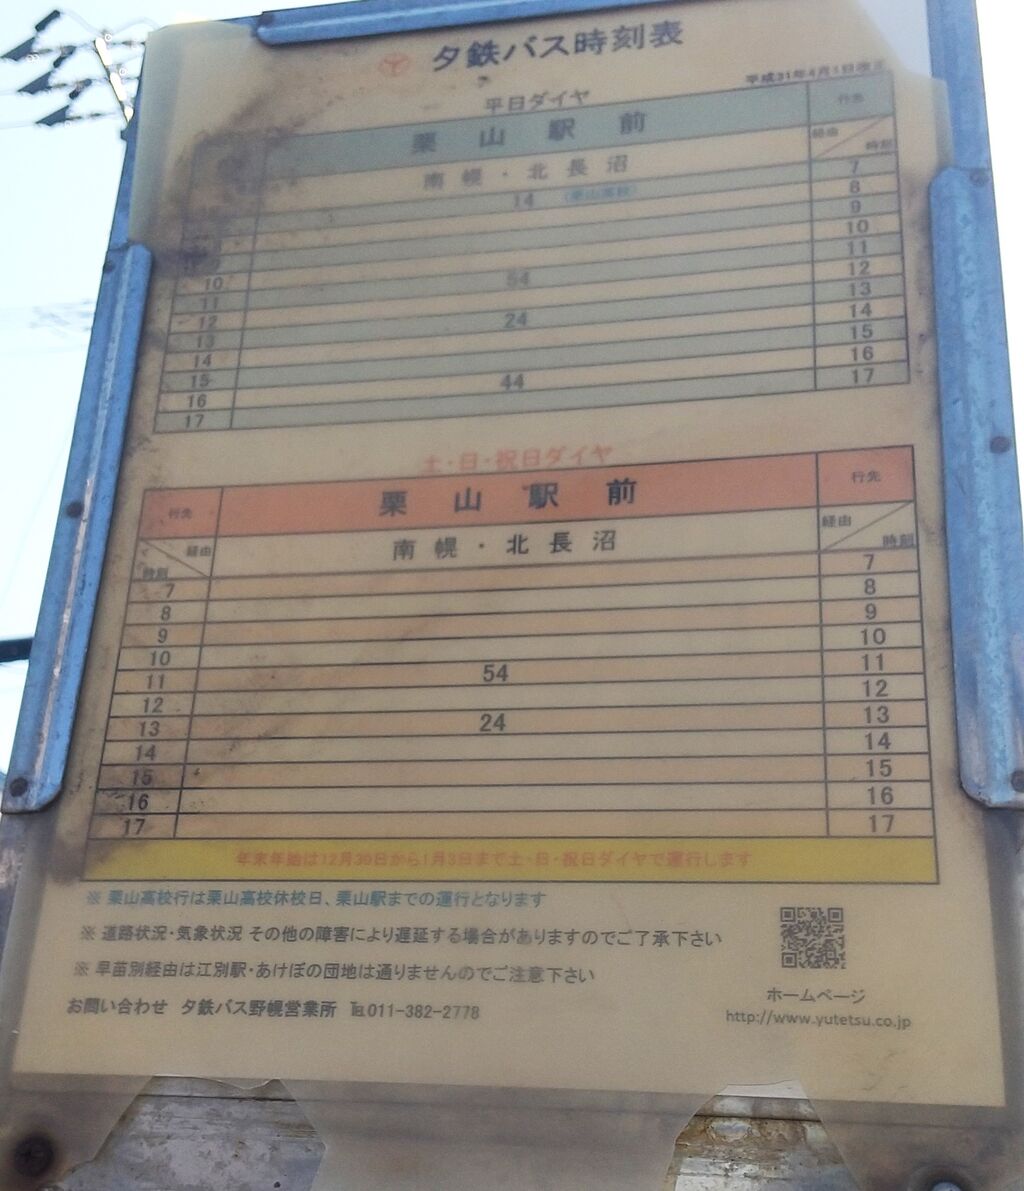 夕鉄バス時刻表
平成31年4月1日改正
平日ダイヤ
栗山駅前 行先
南幌・北長沼 経由 時刻
14 (栗山高校) 7
8
9
10 10
11 54 11
12 12
13 24 13
14 14
15 15
16 44 16
17 17
土・日・祝日ダイヤ
行先 栗山駅前 行先
経由 時刻 南幌・北長沼 経由 時刻
7 7
8 8
9 9
10 10
11 54 11
12 12
13 24 13
14 14
15 15
16 16
17 17
年末年始は12月30日から1月3日まで土・日・祝日ダイヤで運行します
※ 栗山高校行は栗山高校休校日、栗山駅までの運行となります
※ 道路状況・気象状況 その他の障害により遅延する場合がありますのでご了承下さい
※ 早苗別経由は江別駅・あけぼの団地は通りませんのでご注意下さい
お問い合わせ 夕鉄バス野幌営業所 ℡011-382-2778
ホームページ
http://www.yutetsu.co.jp